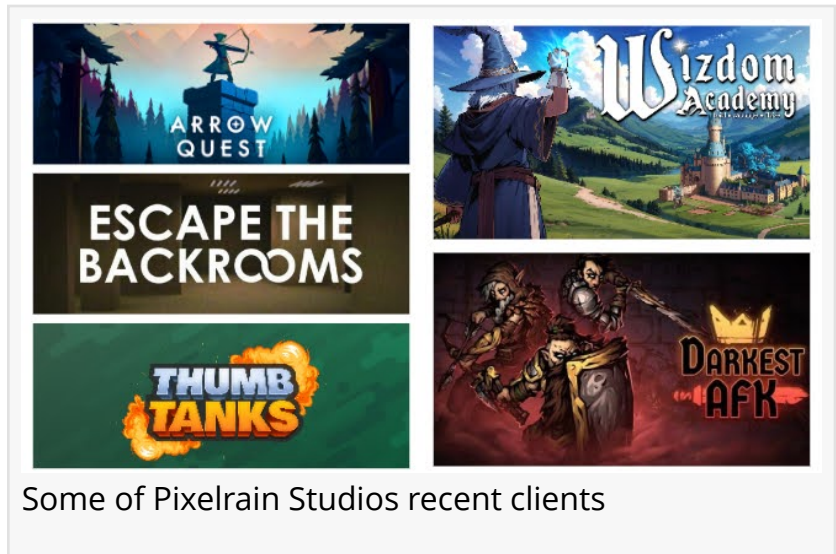 ARROW
QUEST
ESCAPE THE
BACKROOMS
THUMB
TANKS
Wizdom
Academy
DARKEST
AFK
Some of Pixelrain Studios recent clients